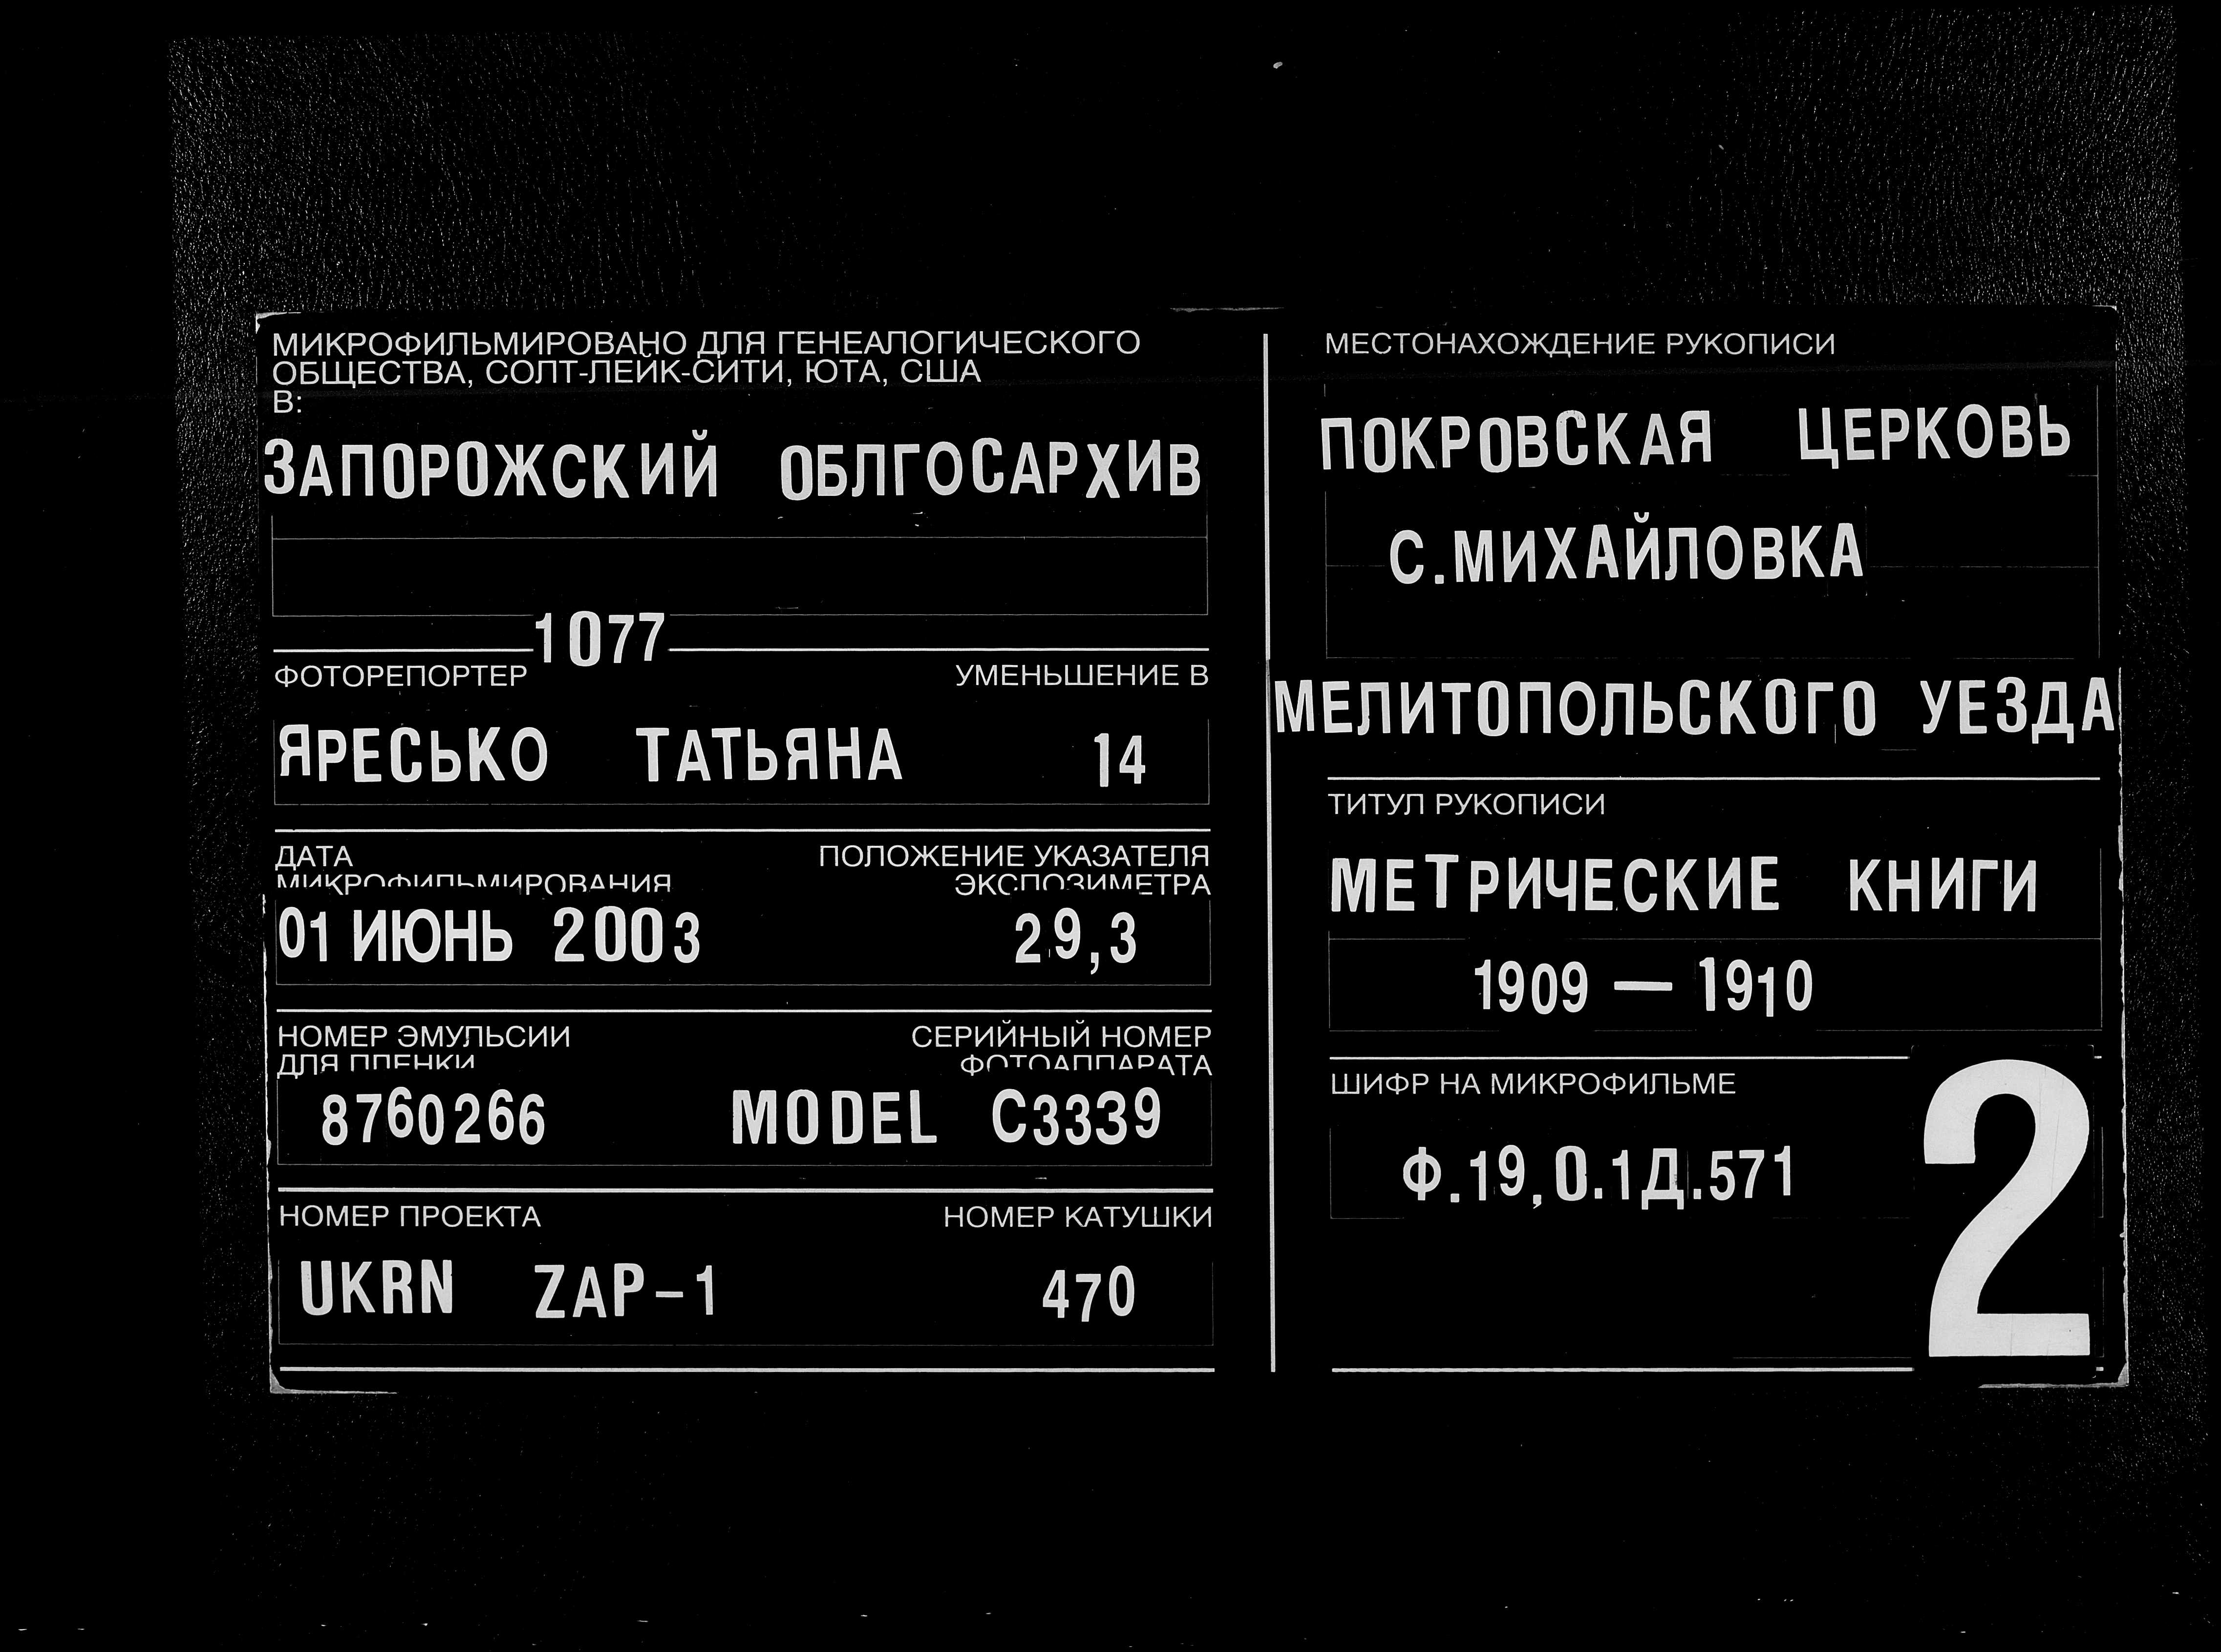 МИКРОФИЛЬМИРОВАНО ДЛЯ ГЕНЕАЛОГИЧЕСКОГО
ОБЩЕСТВА, СОЛТ-ЛЕЙК-СИТИ, ЮТА, США
В:
ЗАПОРОЖСКИЙ ОБЛГОСАРХИВ
1077
ФОТОРЕПОРТЕР УМЕНЬШЕНИЕ В
ЯРЕСЬКО ТАТЬЯНА 14
ДАТА ПОЛОЖЕНИЕ УКАЗАТЕЛЯ
МИКРОФИЛЬМИРОВАНИЯ ЭКСПОЗИМЕТРА
01 ИЮНЬ 2003 29,3
НОМЕР ЭМУЛЬСИИ СЕРИЙНЫЙ НОМЕР
ДЛЯ ПЛЕНКИ ФОТОАППАРАТА
8760266 MODEL C3339
НОМЕР ПРОЕКТА НОМЕР КАТУШКИ
UKRN ZAP-1 470
МЕСТОНАХОЖДЕНИЕ РУКОПИСИ
ПОКРОВСКАЯ ЦЕРКОВЬ
С.МИХАЙЛОВКА
МЕЛИТОПОЛЬСКОГО УЕЗДА
ТИТУЛ РУКОПИСИ
МЕТРИЧЕСКИЕ КНИГИ
1909 — 1910
ШИФР НА МИКРОФИЛЬМЕ
Ф.19,О.1Д.571
2